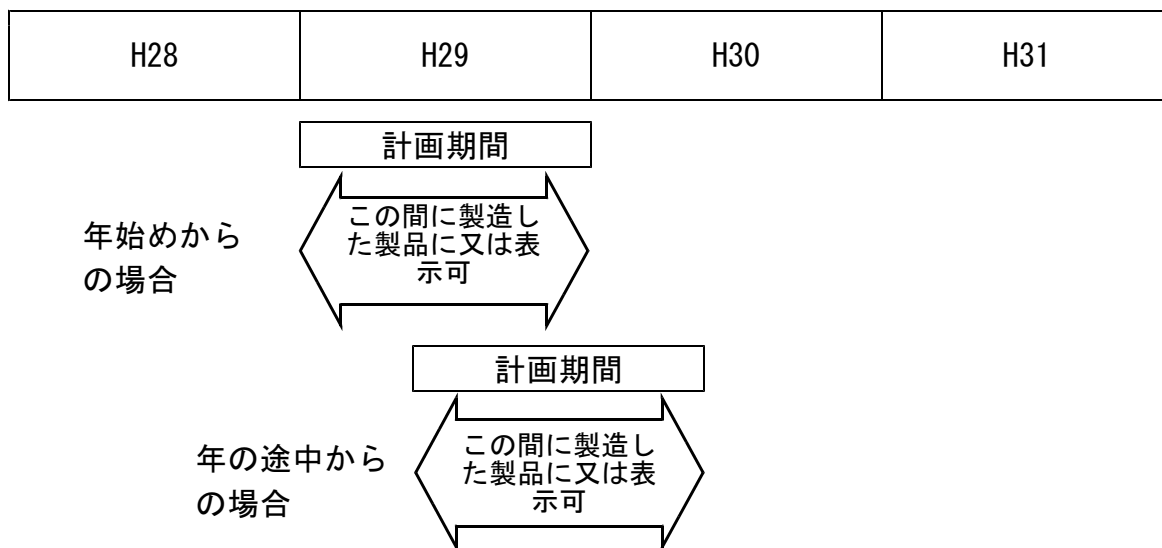 H28 H29 H30 H31
計画期間
この間に製造し
た製品に又は表
示可
年始めから
の場合
計画期間
この間に製造し
た製品に又は表
示可
年の途中から
の場合